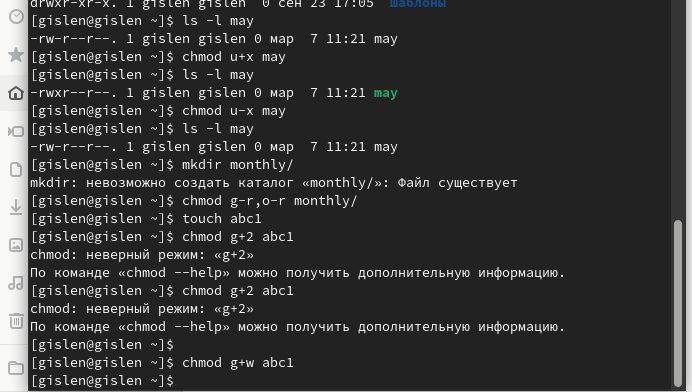 drwxr-xr-x. 1 gislen gislen  0 сен 23 17:05  Шаблоны
[gislen@gislen ~]$ ls -l may
-rw-r--r--. 1 gislen gislen 0 мар  7 11:21 may
[gislen@gislen ~]$ chmod u+x may
[gislen@gislen ~]$ ls -l may
-rwxr--r--. 1 gislen gislen 0 мар  7 11:21 may
[gislen@gislen ~]$ chmod u-x may
[gislen@gislen ~]$ ls -l may
-rw-r--r--. 1 gislen gislen 0 мар  7 11:21 may
[gislen@gislen ~]$ mkdir monthly/
mkdir: невозможно создать каталог «monthly/»: Файл существует
[gislen@gislen ~]$ chmod g-r,o-r monthly/
[gislen@gislen ~]$ touch abc1
[gislen@gislen ~]$ chmod g+2 abc1
chmod: неверный режим: «g+2»
По команде «chmod --help» можно получить дополнительную информацию.
[gislen@gislen ~]$ chmod g+2 abc1
chmod: неверный режим: «g+2»
По команде «chmod --help» можно получить дополнительную информацию.
[gislen@gislen ~]$
[gislen@gislen ~]$ chmod g+w abc1
[gislen@gislen ~]$